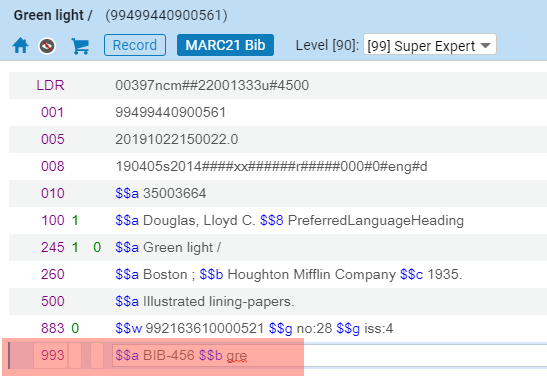 Green light / (99499440900561)
Record MARC21 Bib Level [90]: [99] Super Expert
LDR 00397ncm##22001333u#4500
001 99499440900561
005 20191022150022.0
008 190405s2014####xx######r#####000#0#eng#d
010 $$a 35003664
100 1 $$a Douglas, Lloyd C. $$8 PreferredLanguageHeading
245 1 0 $$a Green light /
260 $$a Boston ; $$b Houghton Mifflin Company $$c 1935.
500 $$a Illustrated lining-papers.
883 0 $$w 992163610000521 $$g no:28 $$g iss:4
993 $$a BIB-456 $$b gre